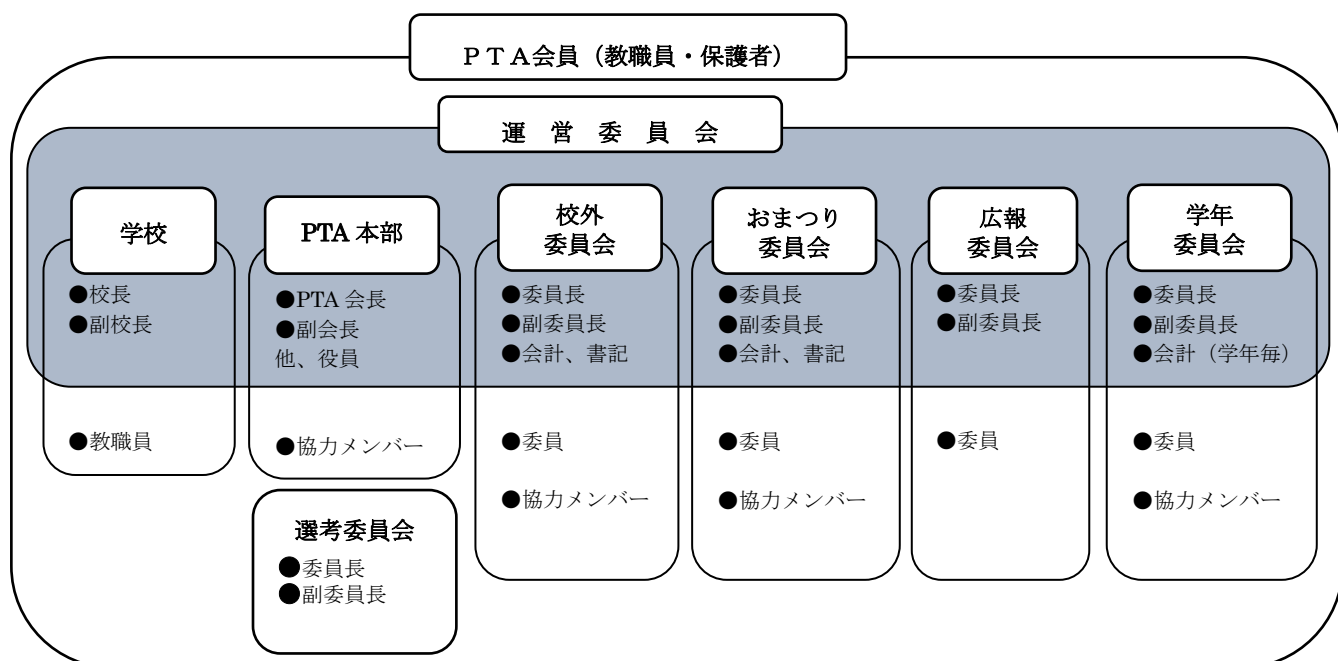 ＰＴＡ会員（教職員・保護者）
運　営　委　員　会
学校
●校長
●副校長
●教職員
PTA 本部
●PTA 会長
●副会長
他、役員
●協力メンバー
選考委員会
●委員長
●副委員長
校外
委員会
●委員長
●副委員長
●会計、書記
●委員
●協力メンバー
おまつり
委員会
●委員長
●副委員長
●会計、書記
●委員
●協力メンバー
広報
委員会
●委員長
●副委員長
●委員
学年
委員会
●委員長
●副委員長
●会計（学年毎）
●委員
●協力メンバー